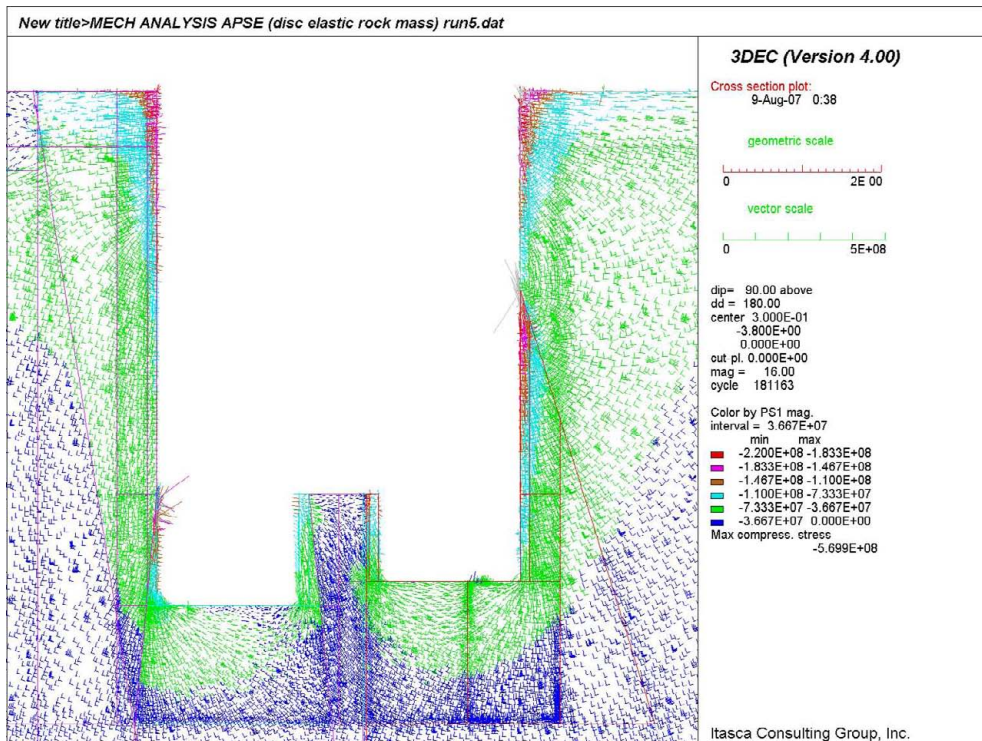 New title>MECH ANALYSIS APSE (disc elastic rock mass) run5.dat
3DEC (Version 4.00)
Cross section plot:
9-Aug-07 0:38
geometric scale
0 2E 00
vector scale
0 5E+08
dip= 90.00 above
dd = 180.00
center 3.000E-01
-3.800E+00
0.000E+00
cut pl. 0.000E+00
mag = 16.00
cycle 181163
Color by PS1 mag.
interval = 3.667E+07
min max
-2.200E+08 -1.833E+08
-1.833E+08 -1.467E+08
-1.467E+08 -1.100E+08
-1.100E+08 -7.333E+07
-7.333E+07 -3.667E+07
-3.667E+07 0.000E+00
Max compress. stress
-5.699E+08
Itasca Consulting Group, Inc.